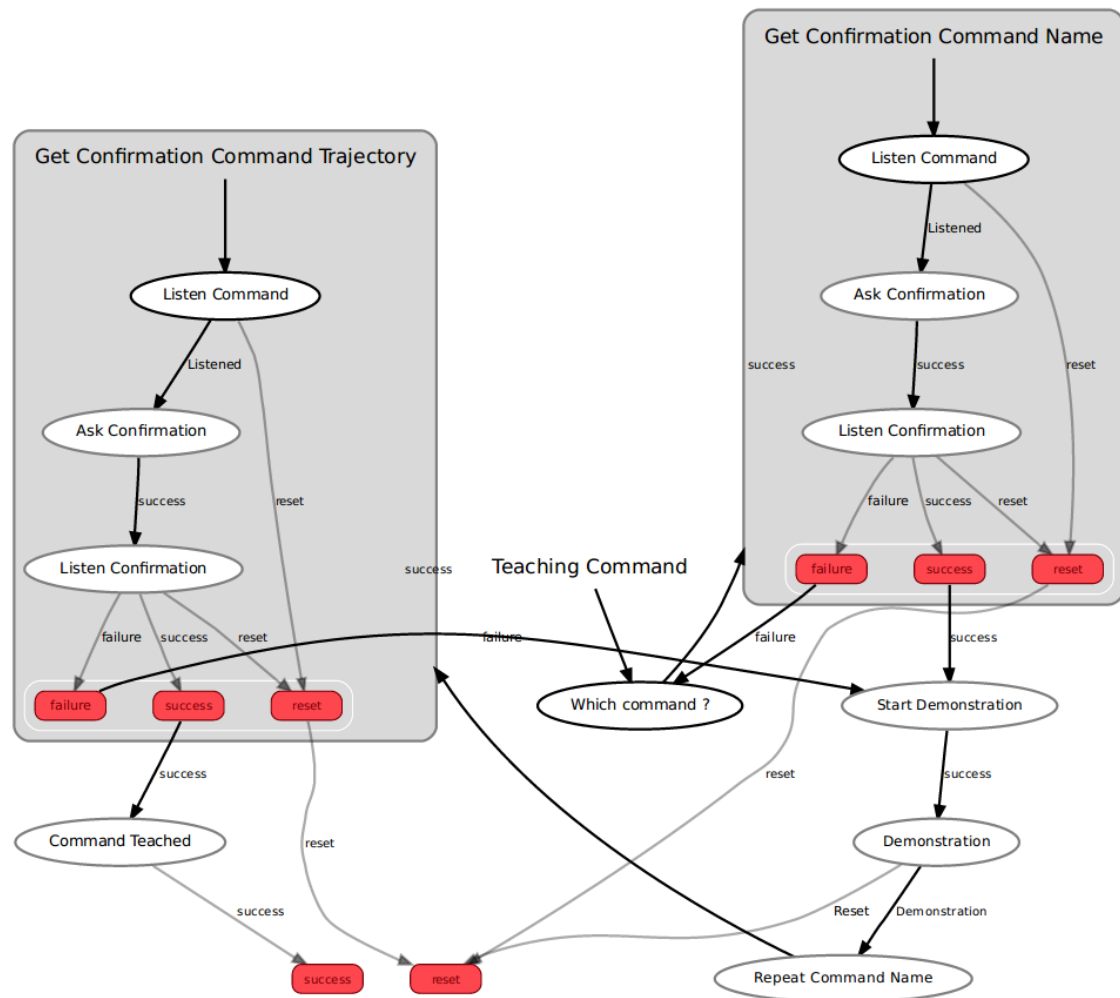 Get Confirmation Command Name
Listen Command
Listened
Ask Confirmation
success
success
reset
Listen Confirmation
failure
success
reset
failure
success
reset
Get Confirmation Command Trajectory
Listen Command
Listened
Ask Confirmation
success
reset
Listen Confirmation
success
failure
success
reset
failure
success
reset
Teaching Command
failure
failure
success
Which command ?
Start Demonstration
success
reset
success
Command Teached
reset
Demonstration
success
Reset
Demonstration
success
reset
Repeat Command Name